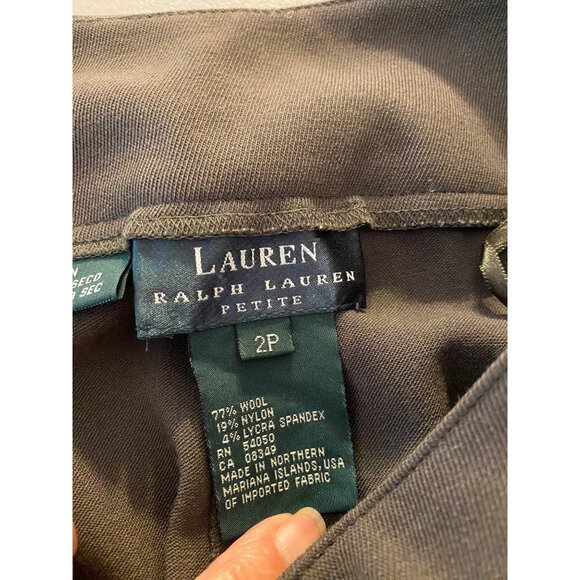 LAUREN
RALPH LAUREN
PETITE
2P
77% WOOL
19% NYLON
4% LYCRA SPANDEX
RN 54050
CA 08349
MADE IN NORTHERN
MARIANA ISLANDS, USA
OF IMPORTED FABRIC
SECO
SEC